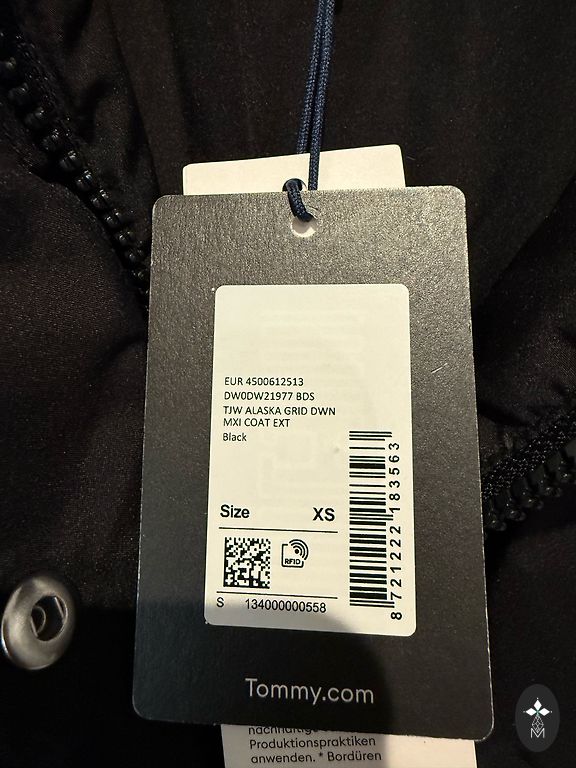 EUR 4500612513
DW0DW21977 BDS
TJW ALASKA GRID DWN
MXI COAT EXT
Black
Size XS
RFID
S 134000000558
8 721222 183563
Tommy.com
nachhaltige
Produktionspraktiken
anwenden. * Bordüren
M